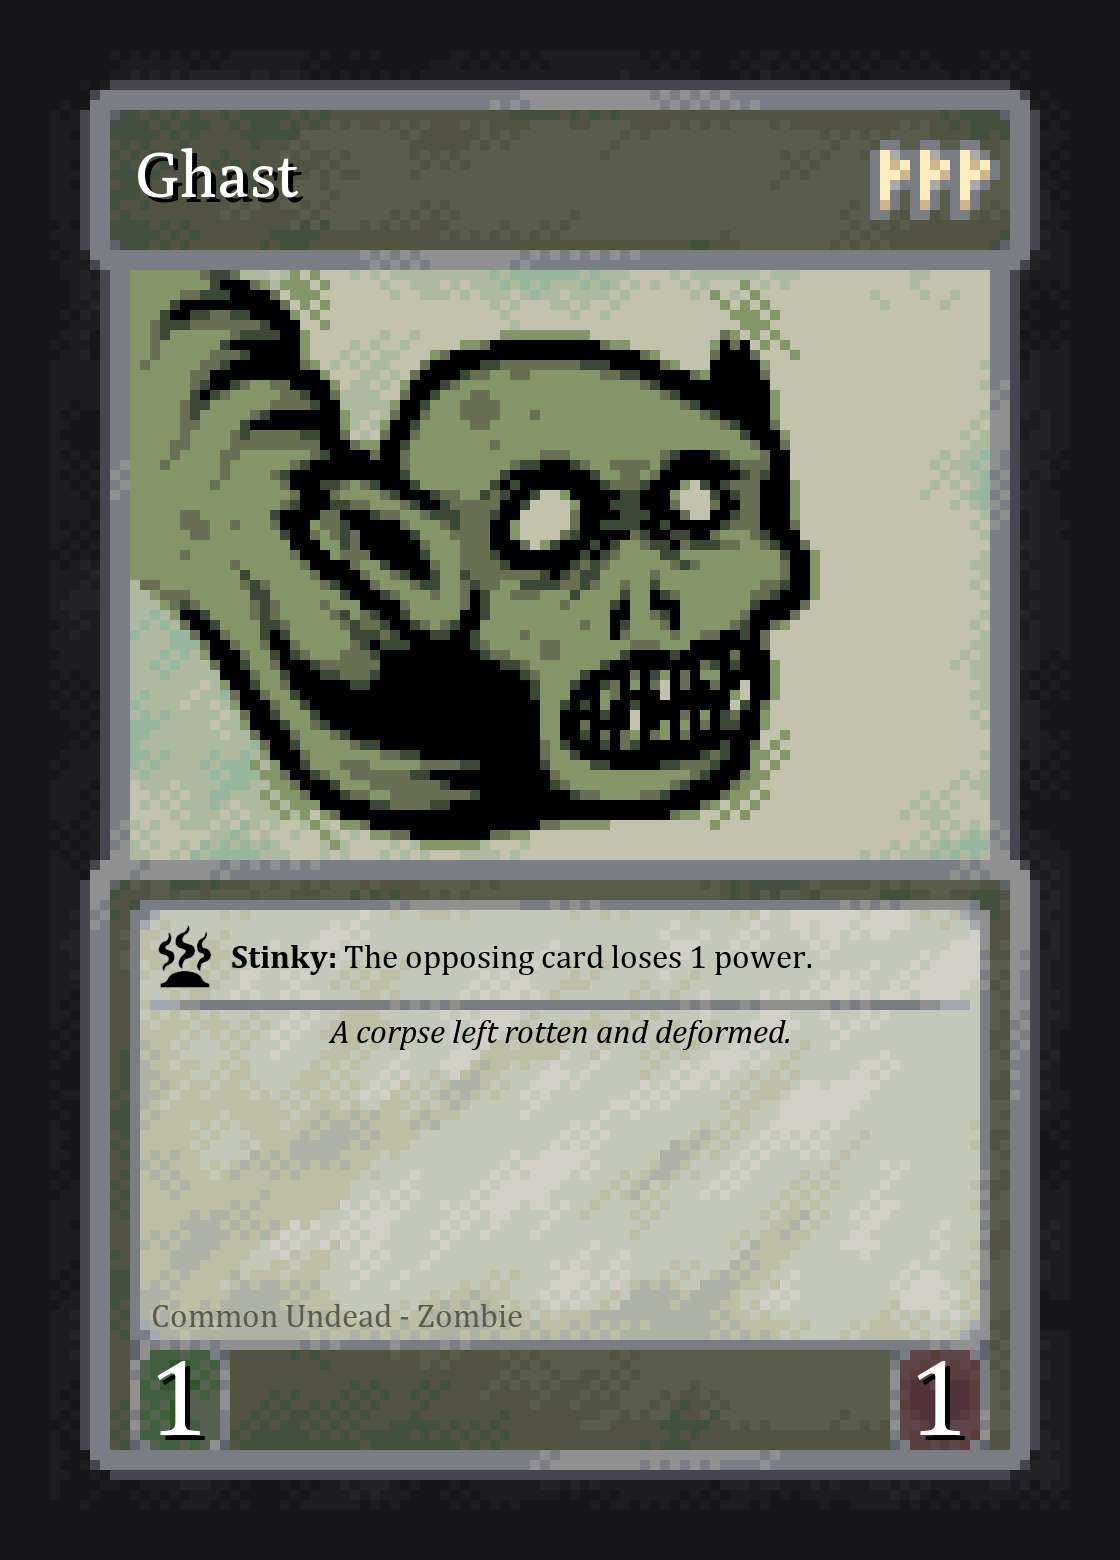 Ghast
Stinky: The opposing card loses 1 power.
A corpse left rotten and deformed.
Common Undead - Zombie
1 1